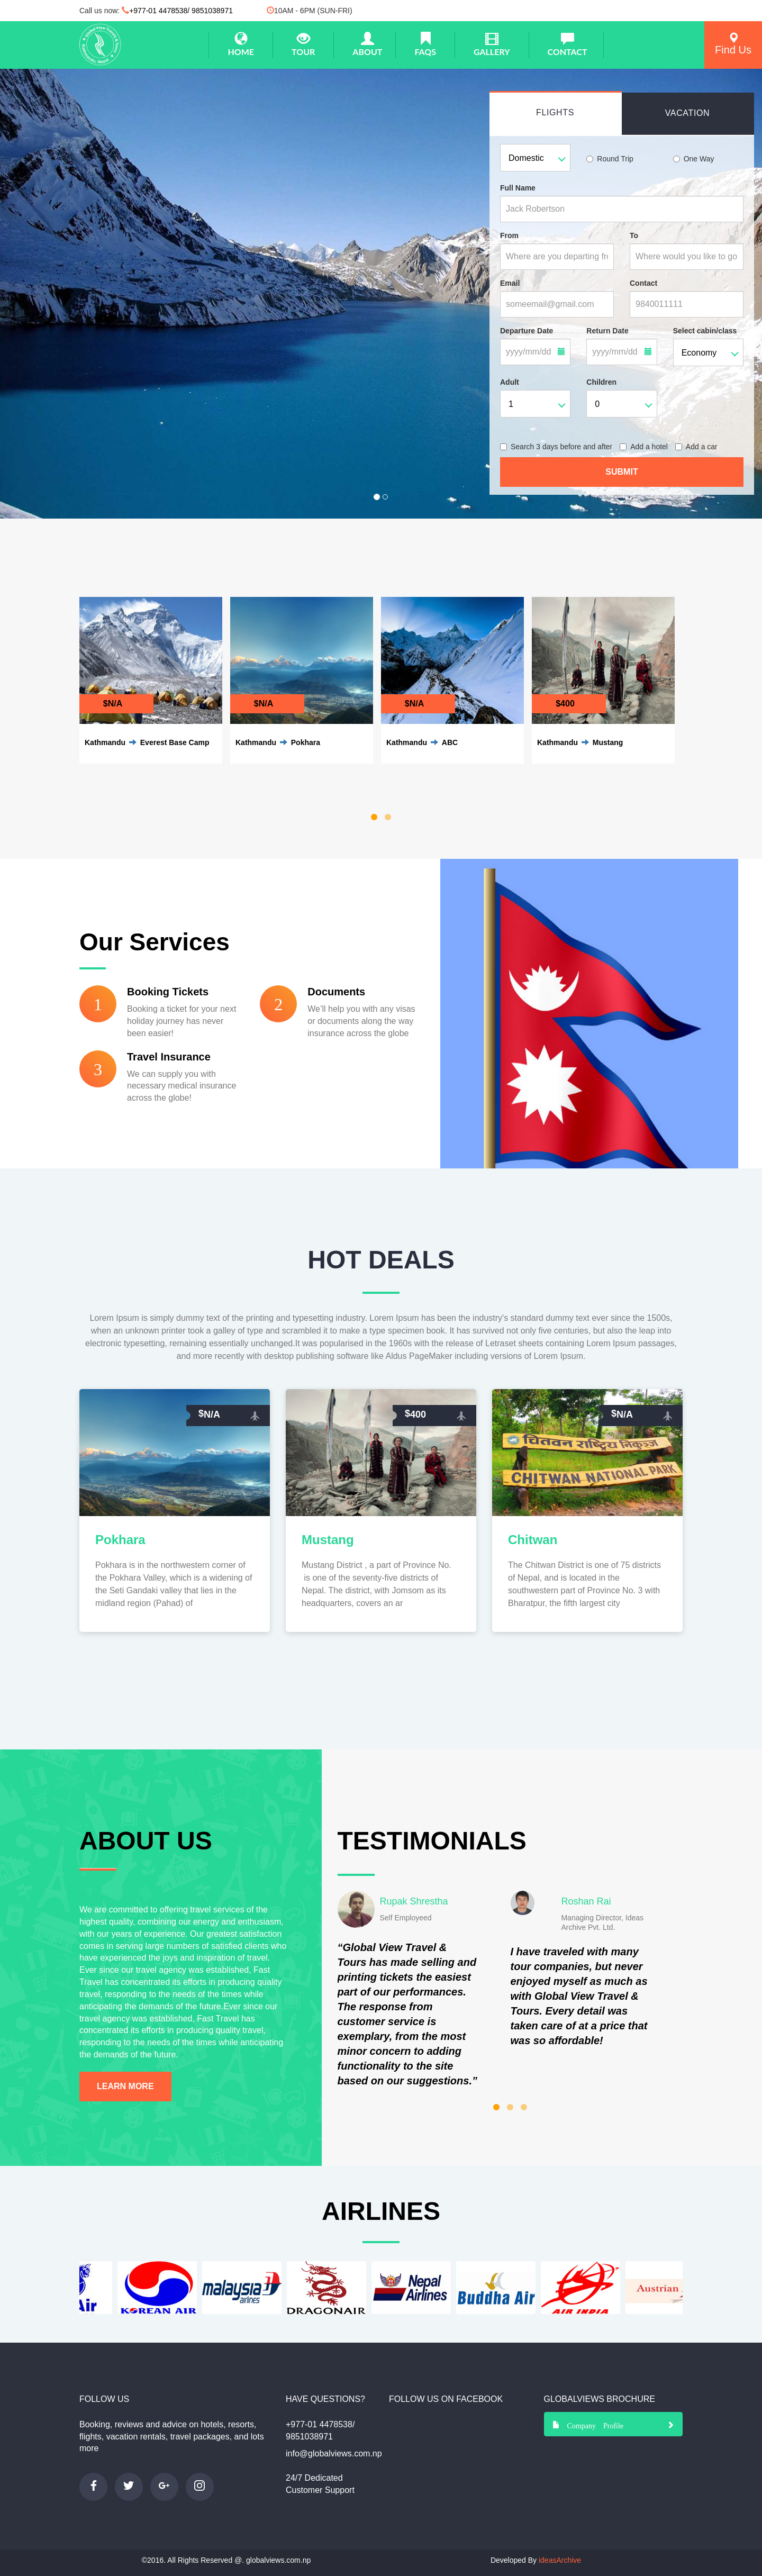 Call us now: +977-01 4478538/ 9851038971
10AM - 6PM (SUN-FRI)
HOME
TOUR
ABOUT
FAQS
GALLERY
CONTACT
Find Us
FLIGHTS
VACATION
Domestic
Round Trip
One Way
Full Name
Jack Robertson
From
To
Where are you departing fr
Where would you like to go
Email
Contact
someemail@gmail.com
9840011111
Departure Date
Return Date
Select cabin/class
yyyy/mm/dd
yyyy/mm/dd
Economy
Adult
Children
1
0
Search 3 days before and after
Add a hotel
Add a car
SUBMIT
$N/A
$N/A
$N/A
$400
Kathmandu Everest Base Camp
Kathmandu Pokhara
Kathmandu ABC
Kathmandu Mustang
Our Services
1
Booking Tickets
Booking a ticket for your next
holiday journey has never
been easier!
2
Documents
We'll help you with any visas
or documents along the way
insurance across the globe
3
Travel Insurance
We can supply you with
necessary medical insurance
across the globe!
HOT DEALS
Lorem Ipsum is simply dummy text of the printing and typesetting industry. Lorem Ipsum has been the industry's standard dummy text ever since the 1500s,
when an unknown printer took a galley of type and scrambled it to make a type specimen book. It has survived not only five centuries, but also the leap into
electronic typesetting, remaining essentially unchanged.It was popularised in the 1960s with the release of Letraset sheets containing Lorem Ipsum passages,
and more recently with desktop publishing software like Aldus PageMaker including versions of Lorem Ipsum.
$N/A
Pokhara
Pokhara is in the northwestern corner of
the Pokhara Valley, which is a widening of
the Seti Gandaki valley that lies in the
midland region (Pahad) of
$400
Mustang
Mustang District , a part of Province No.
is one of the seventy-five districts of
Nepal. The district, with Jomsom as its
headquarters, covers an ar
$N/A
चितवन राष्ट्रिय निकुञ्ज
CHITWAN NATIONAL PARK
Chitwan
The Chitwan District is one of 75 districts
of Nepal, and is located in the
southwestern part of Province No. 3 with
Bharatpur, the fifth largest city
ABOUT US
We are committed to offering travel services of the
highest quality, combining our energy and enthusiasm,
with our years of experience. Our greatest satisfaction
comes in serving large numbers of satisfied clients who
have experienced the joys and inspiration of travel.
Ever since our travel agency was established, Fast
Travel has concentrated its efforts in producing quality
travel, responding to the needs of the times while
anticipating the demands of the future.Ever since our
travel agency was established, Fast Travel has
concentrated its efforts in producing quality travel,
responding to the needs of the times while anticipating
the demands of the future.
LEARN MORE
TESTIMONIALS
Rupak Shrestha
Self Employeed
“Global View Travel &
Tours has made selling and
printing tickets the easiest
part of our performances.
The response from
customer service is
exemplary, from the most
minor concern to adding
functionality to the site
based on our suggestions.”
Roshan Rai
Managing Director, Ideas
Archive Pvt. Ltd.
I have traveled with many
tour companies, but never
enjoyed myself as much as
with Global View Travel &
Tours. Every detail was
taken care of at a price that
was so affordable!
AIRLINES
Air
KOREAN AIR
malaysia
airlines
DRAGONAIR
Nepal
Airlines
Buddha Air
AIR INDIA
Austrian
FOLLOW US
Booking, reviews and advice on hotels, resorts,
flights, vacation rentals, travel packages, and lots
more
HAVE QUESTIONS?
+977-01 4478538/
9851038971
info@globalviews.com.np
24/7 Dedicated
Customer Support
FOLLOW US ON FACEBOOK
GLOBALVIEWS BROCHURE
Company Profile
©2016. All Rights Reserved @. globalviews.com.np
Developed By ideasArchive